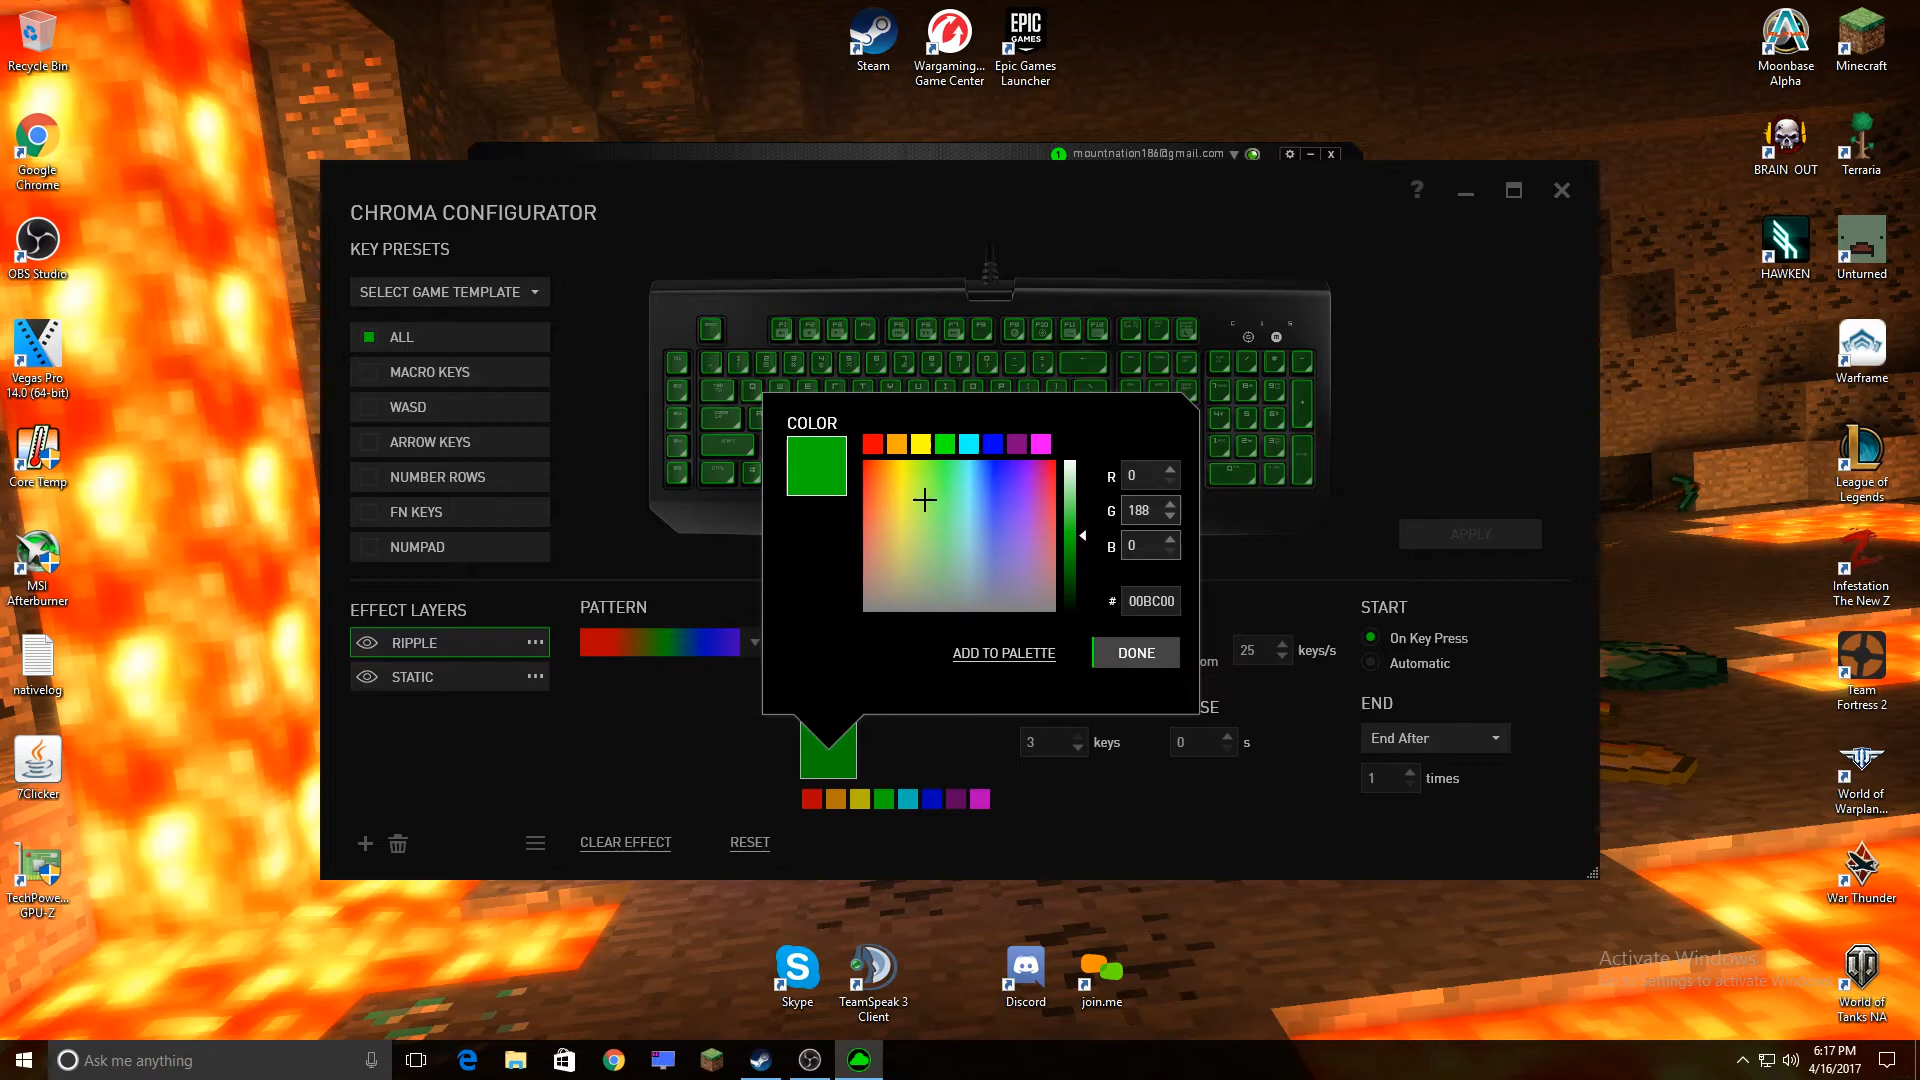 Recycle Bin
Google
Chrome
OBS Studio
Vegas Pro
14.0 (64-bit)
Core Temp
MSI
Afterburner
nativelog
7Clicker
TechPowe...
GPU-Z
Steam
Wargaming...
Game Center
EPIC
GAMES
Epic Games
Launcher
Moonbase
Alpha
Minecraft
BRAIN OUT
Terraria
HAWKEN
Unturned
Warframe
League of
Legends
Infestation
The New Z
Team
Fortress 2
World of
Warplan...
War Thunder
World of
Tanks NA
1 mountnation186@gmail.com
CHROMA CONFIGURATOR
KEY PRESETS
SELECT GAME TEMPLATE
ALL
MACRO KEYS
WASD
ARROW KEYS
NUMBER ROWS
FN KEYS
NUMPAD
APPLY
COLOR
R 0
G 188
B 0
# 00BC00
ADD TO PALETTE
DONE
EFFECT LAYERS
RIPPLE
STATIC
PATTERN
om
25 keys/s
SE
3 keys
0 s
START
On Key Press
Automatic
END
End After
1 times
CLEAR EFFECT
RESET
Skype
TeamSpeak 3
Client
Discord
join.me
Activate Windows
Ask me anything
6:17 PM
4/16/2017